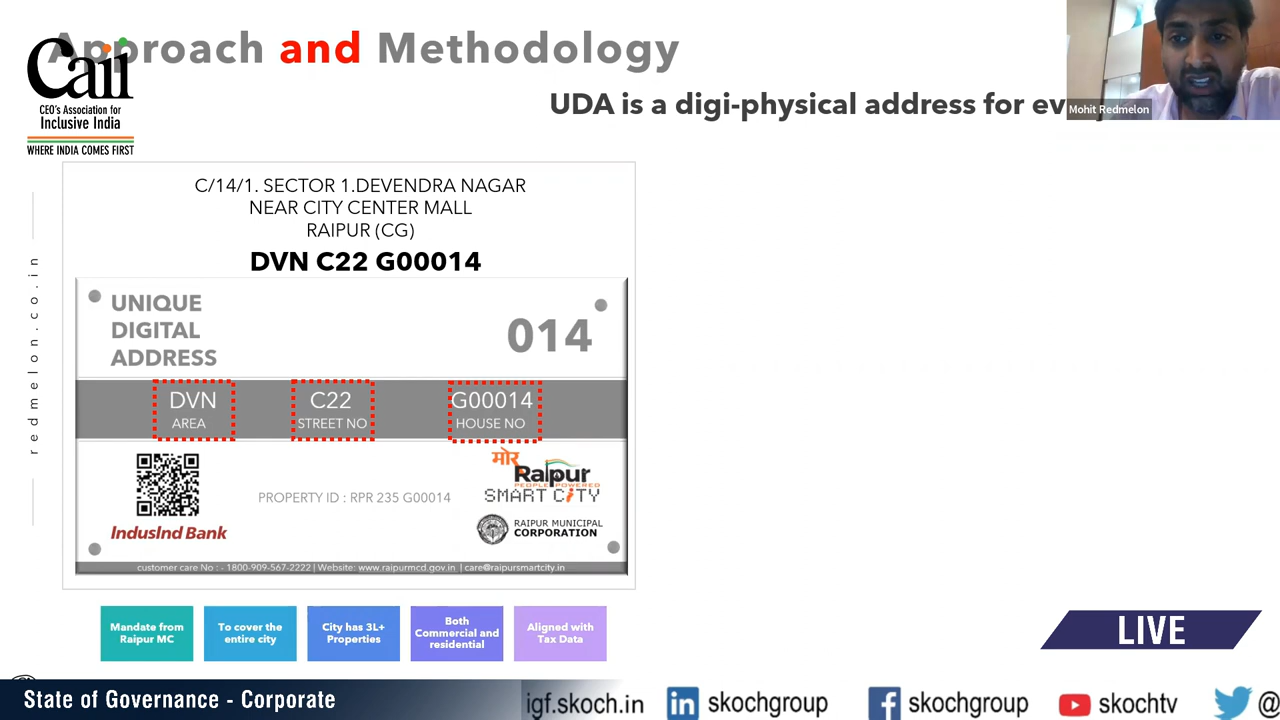 Approach and Methodology
Cail
CEO's Association for
Inclusive India
WHERE INDIA COMES FIRST
UDA is a digi-physical address for
Mohit Redmelon
redmelon.co.in
C/14/1. SECTOR 1.DEVENDRA NAGAR
NEAR CITY CENTER MALL
RAIPUR (CG)
DVN C22 G00014
UNIQUE
DIGITAL
ADDRESS
014
DVN
AREA
C22
STREET NO
G00014
HOUSE NO
PROPERTY ID : RPR 235 G00014
IndusInd Bank
मोर
Raipur
PEOPLE POWERED
SMART CITY
RAIPUR MUNICIPAL
CORPORATION
customer care No : - 1800-909-567-2222 | Website: www.raipurmcd.gov.in | care@raipursmartcity.in
Mandate from
Raipur MC
To cover the
entire city
City has 3L+
Properties
Both
Commercial and
residential
Aligned with
Tax Data
LIVE
State of Governance - Corporate
igf.skoch.in
in skochgroup
f skochgroup
skochtv
@